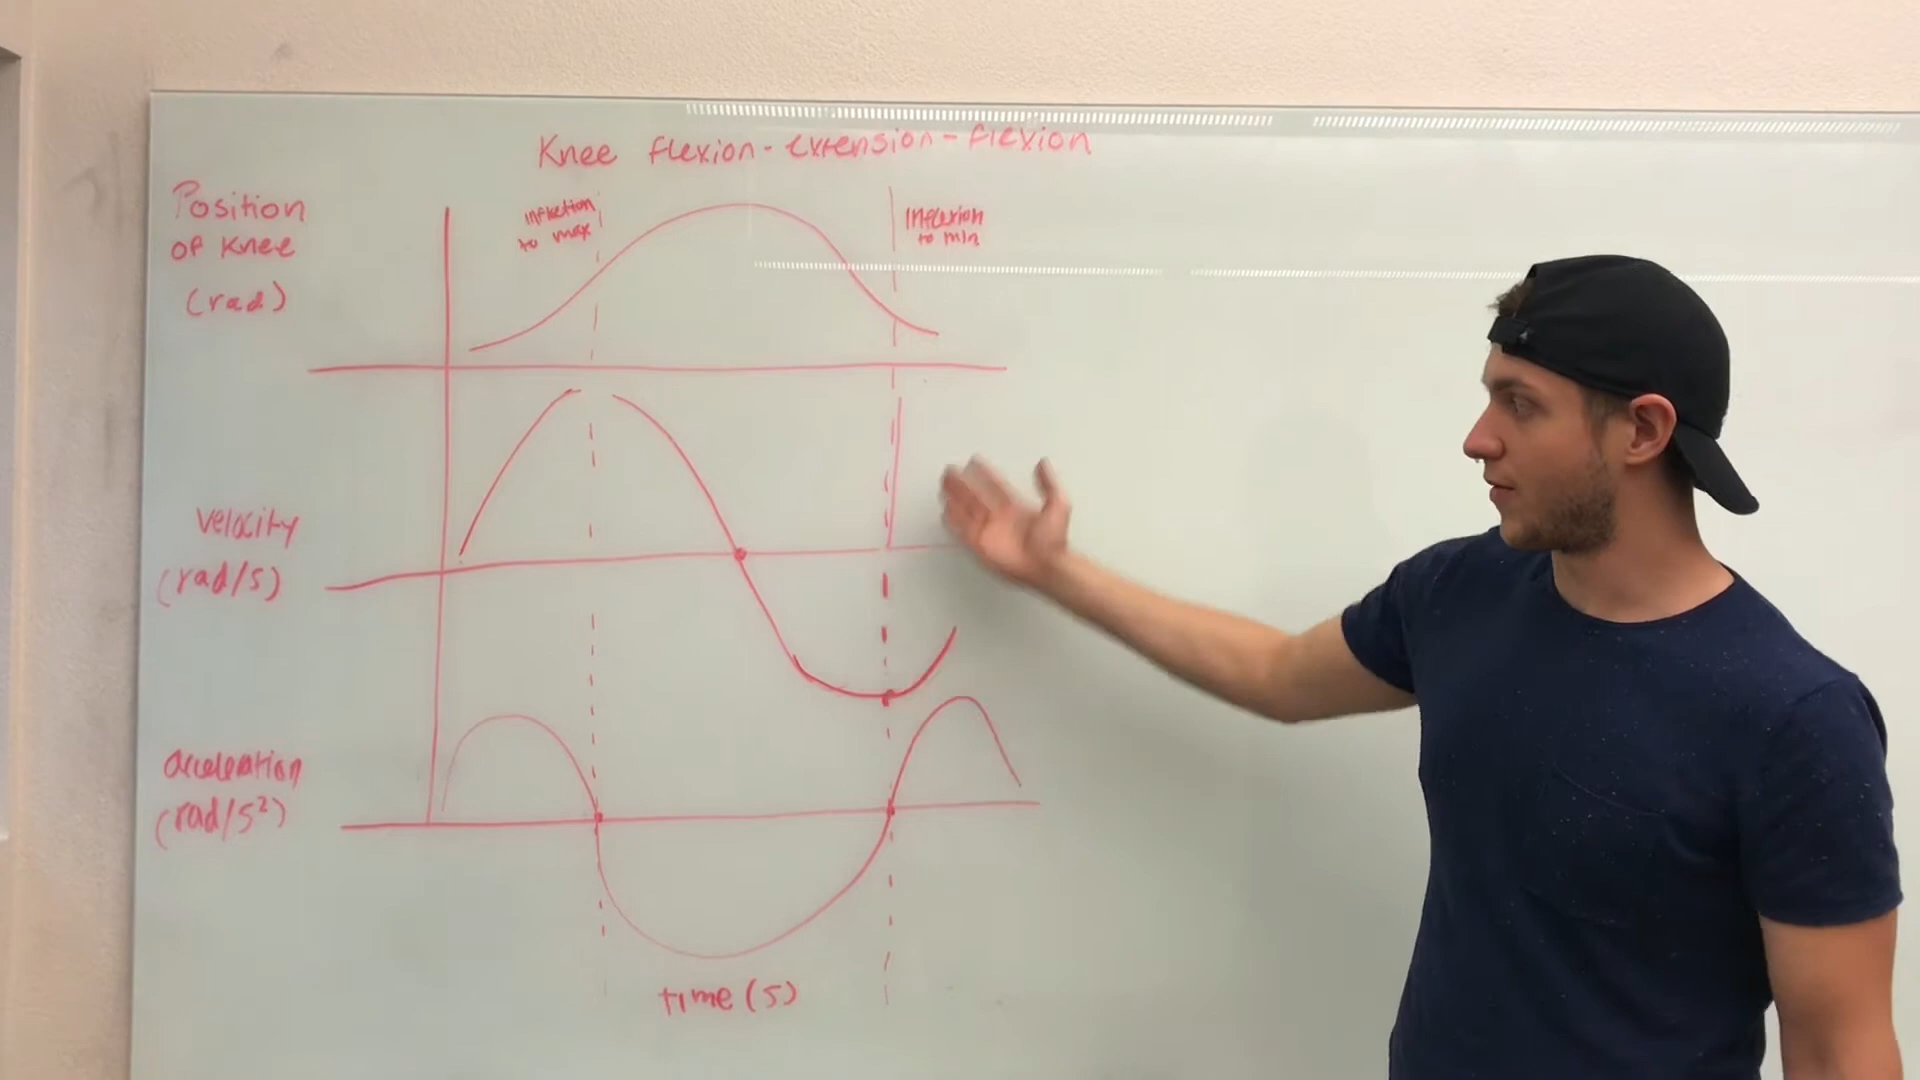 Knee flexion - extension - flexion
Position
of Knee
(rad)
Inflection
to max
Inflexion
to min
Velocity
(rad/s)
acceleration
(rad/s²)
time (s)